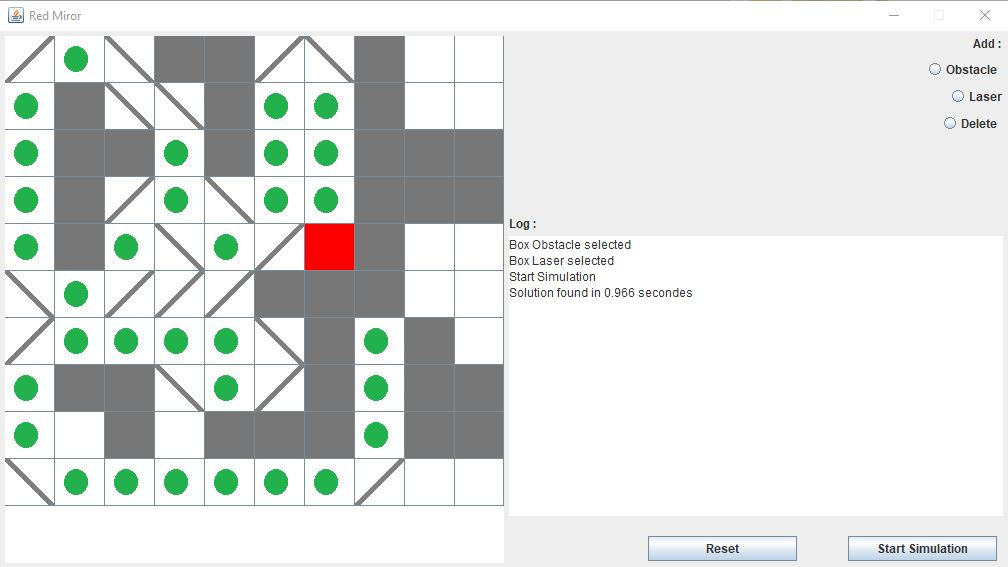 Red Miror
Add :
Obstacle
Laser
Delete
Log :
Box Obstacle selected
Box Laser selected
Start Simulation
Solution found in 0.966 secondes
Reset
Start Simulation